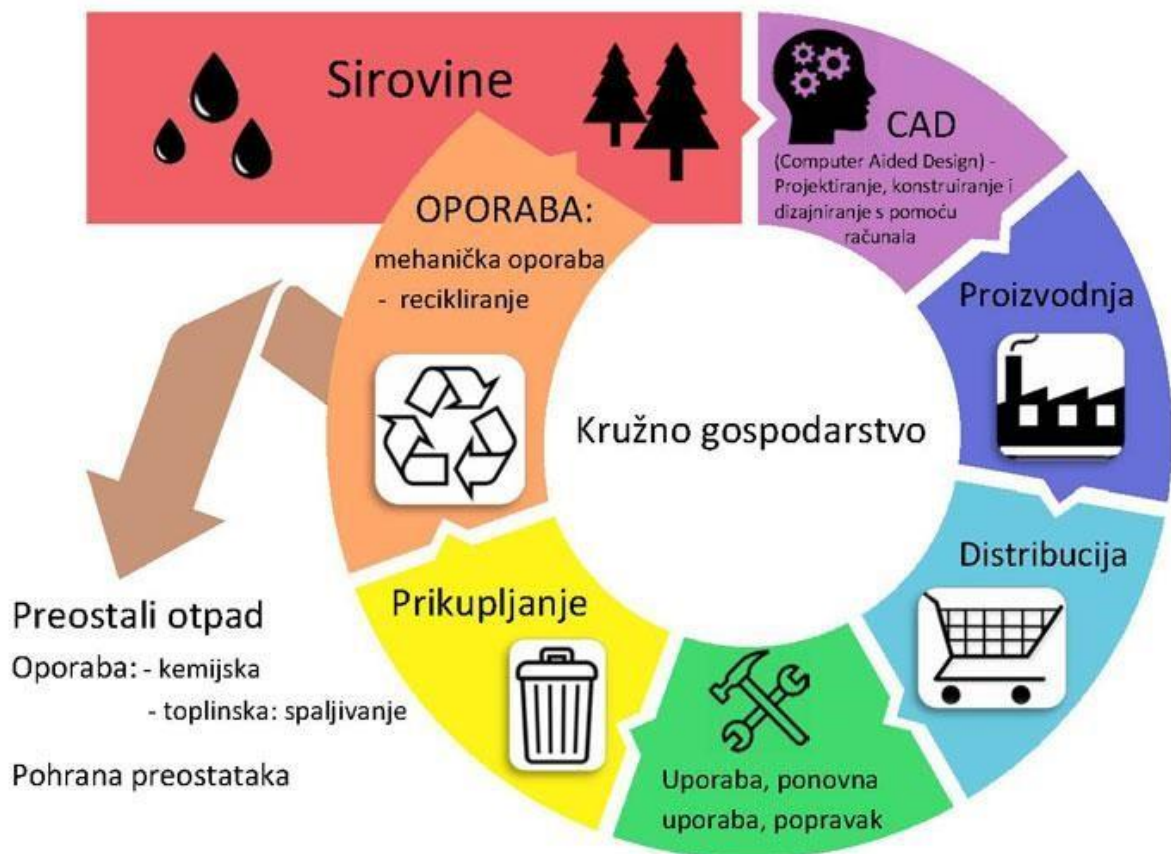 Sirovine
CAD
(Computer Aided Design) -
Projektiranje, konstruiranje i
dizajniranje s pomoću
računala
Proizvodnja
Distribucija
Uporaba, ponovna
uporaba, popravak
Prikupljanje
OPORABA:
mehanička oporaba
- recikliranje
Kružno gospodarstvo
Preostali otpad
Oporaba: - kemijska
- toplinska: spaljivanje
Pohrana preostataka